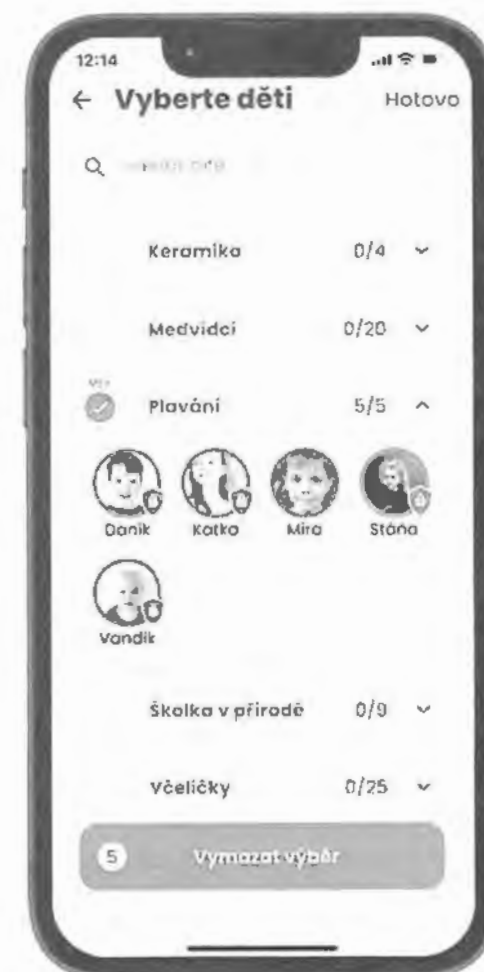 12:14
← Vyberte děti Hotovo
Keramika 0/4
Medvídci 0/20
Plavání 5/5
Daník Katka Míra Stáňa
Vandík
Školka v přírodě 0/9
Včeličky 0/25
5 Vymazat výběr